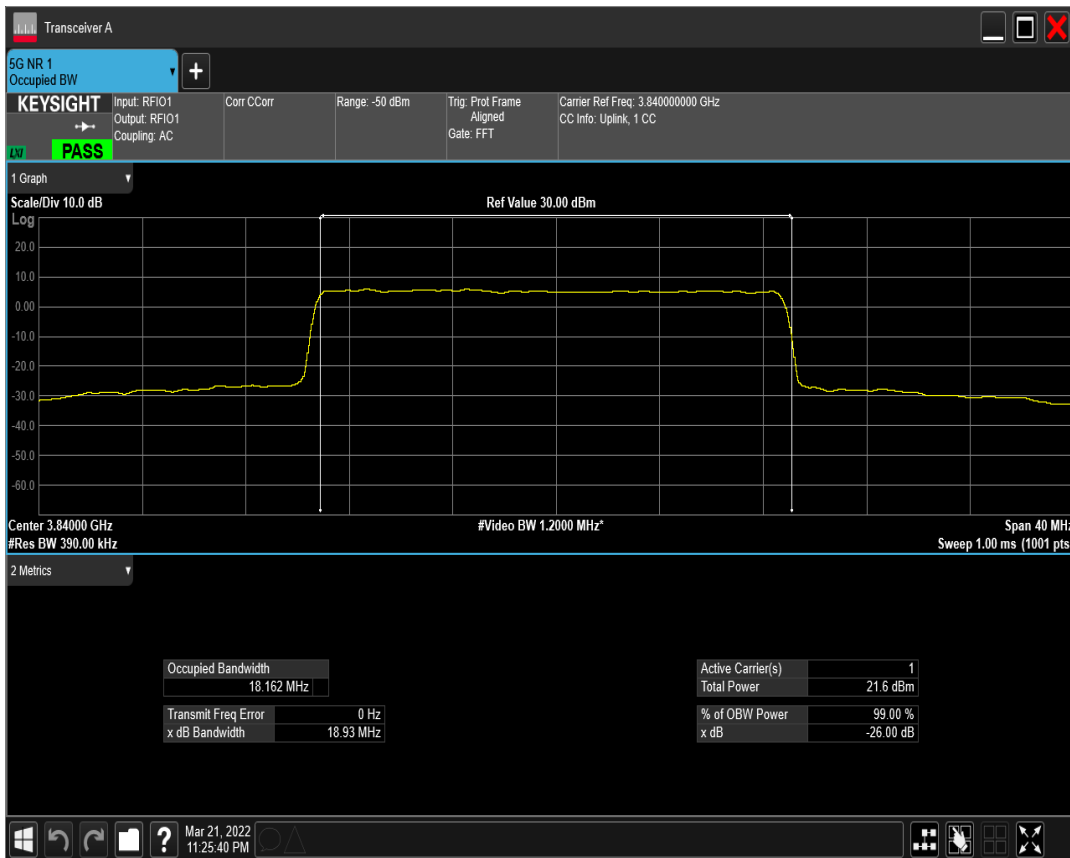 Transceiver A
5G NR 1
Occupied BW
KEYSIGHT
LXI
PASS
Input: RFIO1
Output: RFIO1
Coupling: AC
Corr CCorr
Range: -50 dBm
Trig: Prot Frame
Aligned
Gate: FFT
Carrier Ref Freq: 3.840000000 GHz
CC Info: Uplink, 1 CC
1 Graph
Scale/Div 10.0 dB
Ref Value 30.00 dBm
Log
20.0
10.0
0.00
-10.0
-20.0
-30.0
-40.0
-50.0
-60.0
Center 3.84000 GHz
#Video BW 1.2000 MHz*
Span 40 MHz
#Res BW 390.00 kHz
Sweep 1.00 ms (1001 pts
2 Metrics
Occupied Bandwidth
18.162 MHz
Transmit Freq Error 0 Hz
x dB Bandwidth 18.93 MHz
Active Carrier(s) 1
Total Power 21.6 dBm
% of OBW Power 99.00 %
x dB -26.00 dB
?
Mar 21, 2022
11:25:40 PM